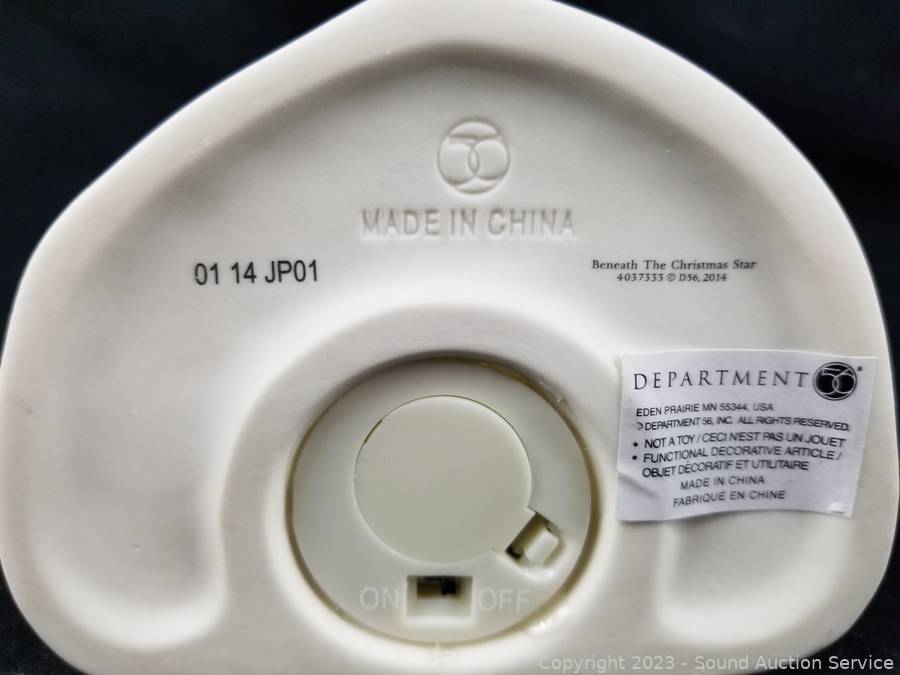 56
MADE IN CHINA
01 14 JP01
Beneath The Christmas Star
4037333 © D56, 2014
DEPARTMENT 56
EDEN PRAIRIE MN 55344, USA
DEPARTMENT 56, INC. ALL RIGHTS RESERVED.
• NOT A TOY / CECI N'EST PAS UN JOUET
• FUNCTIONAL DECORATIVE ARTICLE /
OBJET DÉCORATIF ET UTILITAIRE
MADE IN CHINA
FABRIQUÉ EN CHINE
ON OFF
Copyright 2023 - Sound Auction Service